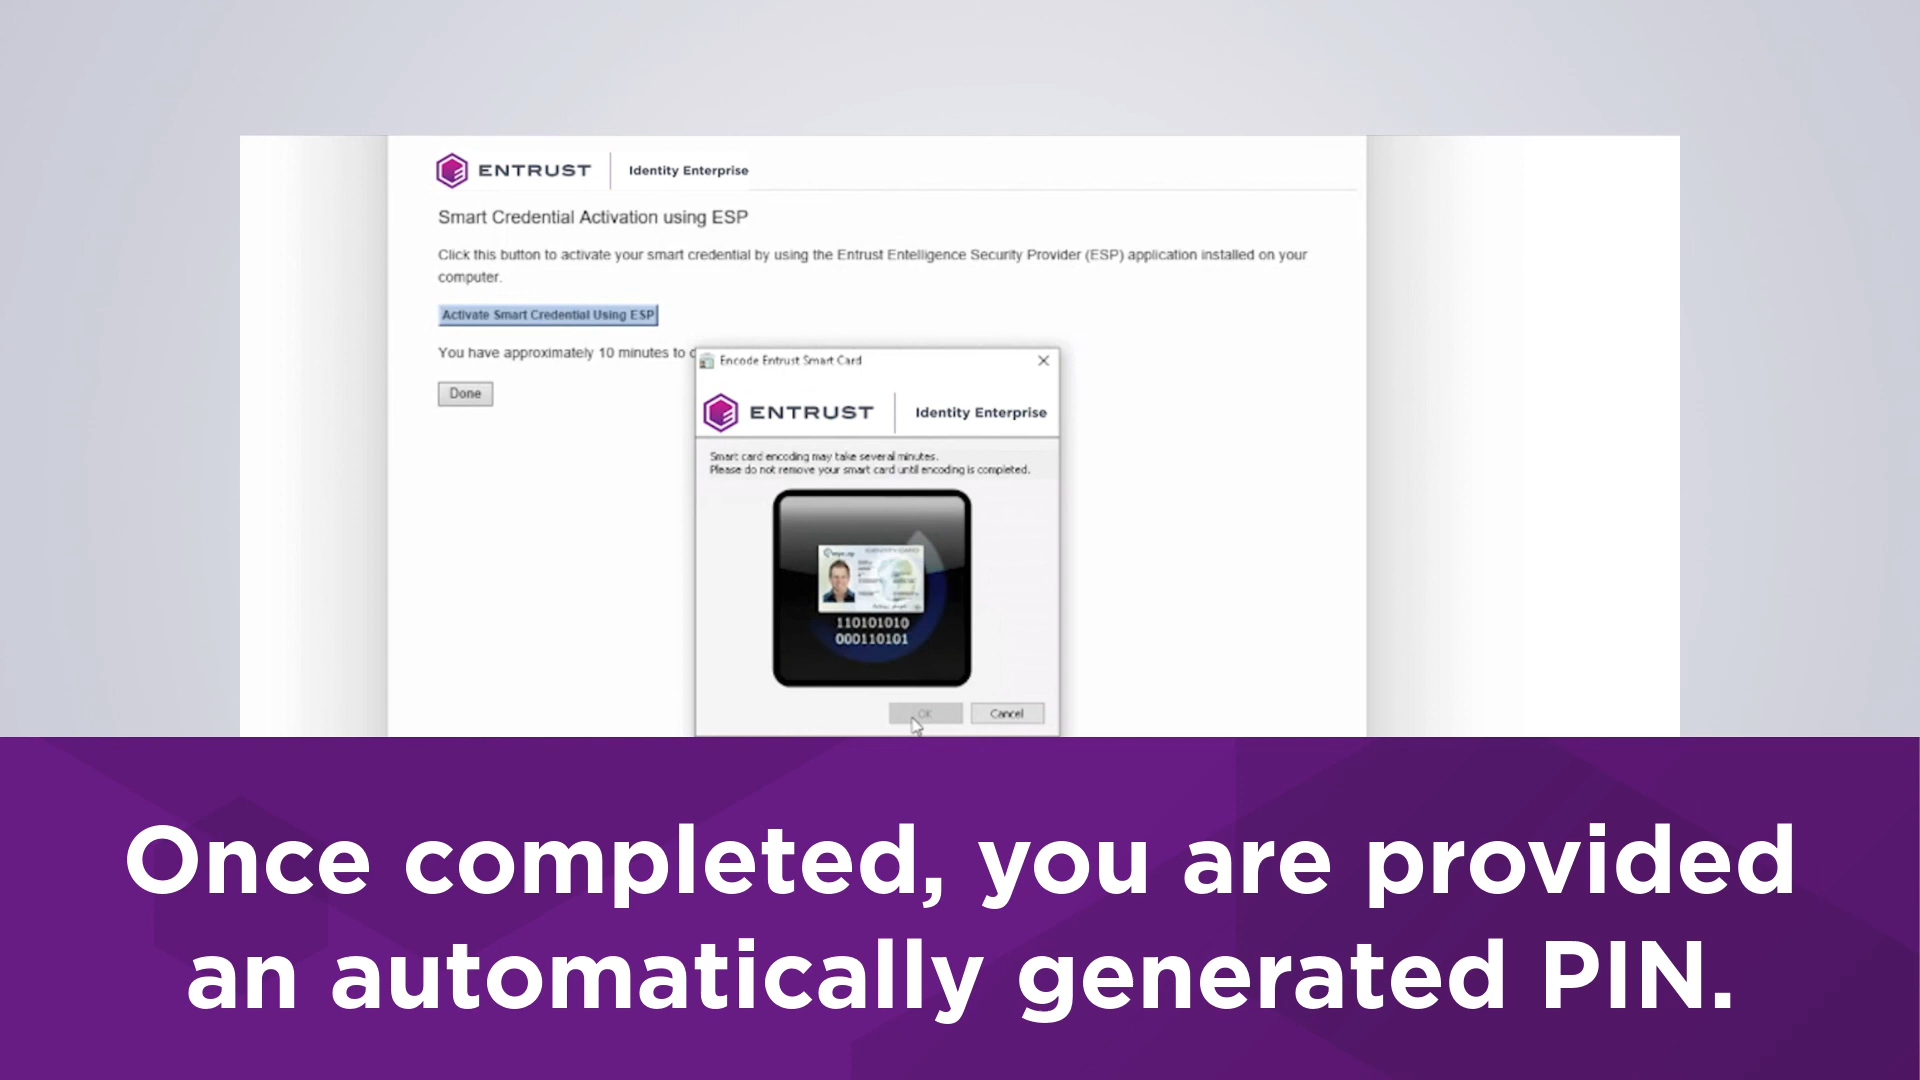 ENTRUST
Identity Enterprise
Smart Credential Activation using ESP
Click this button to activate your smart credential by using the Entrust Entelligence Security Provider (ESP) application installed on your
computer.
Activate Smart Credential Using ESP
You have approximately 10 minutes to
Done
Encode Entrust Smart Card
ENTRUST
Identity Enterprise
Smart card encoding may take several minutes.
Please do not remove your smart card until encoding is completed.
IDENTITY CARD
110101010
000110101
OK
Cancel
Once completed, you are provided
an automatically generated PIN.